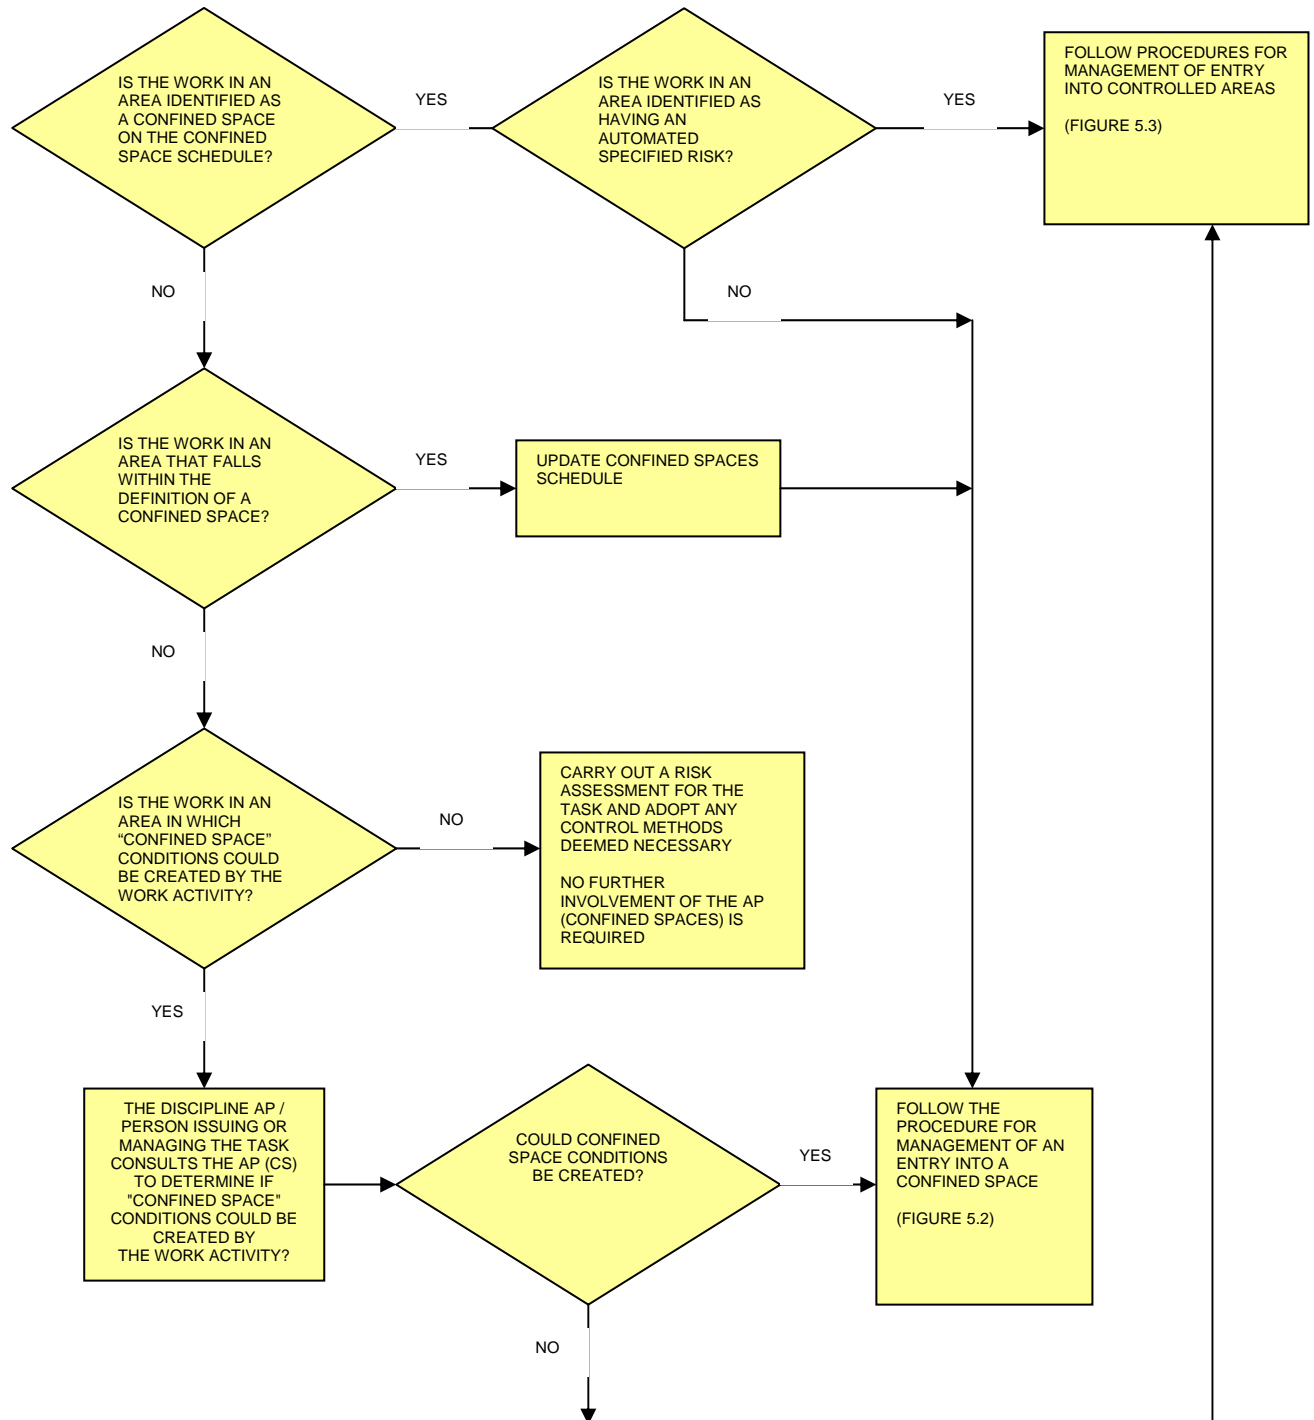 IS THE WORK IN AN
AREA IDENTIFIED AS
A CONFINED SPACE
ON THE CONFINED
SPACE SCHEDULE?
YES
IS THE WORK IN AN
AREA IDENTIFIED AS
HAVING AN
AUTOMATED
SPECIFIED RISK?
YES
FOLLOW PROCEDURES FOR
MANAGEMENT OF ENTRY
INTO CONTROLLED AREAS
(FIGURE 5.3)
NO
NO
IS THE WORK IN AN
AREA THAT FALLS
WITHIN THE
DEFINITION OF A
CONFINED SPACE?
YES
UPDATE CONFINED SPACES
SCHEDULE
NO
IS THE WORK IN AN
AREA IN WHICH
“CONFINED SPACE”
CONDITIONS COULD
BE CREATED BY THE
WORK ACTIVITY?
NO
CARRY OUT A RISK
ASSESSMENT FOR THE
TASK AND ADOPT ANY
CONTROL METHODS
DEEMED NECESSARY
NO FURTHER
INVOLVEMENT OF THE AP
(CONFINED SPACES) IS
REQUIRED
YES
THE DISCIPLINE AP /
PERSON ISSUING OR
MANAGING THE TASK
CONSULTS THE AP (CS)
TO DETERMINE IF
"CONFINED SPACE"
CONDITIONS COULD BE
CREATED BY
THE WORK ACTIVITY?
COULD CONFINED
SPACE CONDITIONS
BE CREATED?
YES
FOLLOW THE
PROCEDURE FOR
MANAGEMENT OF AN
ENTRY INTO A
CONFINED SPACE
(FIGURE 5.2)
NO